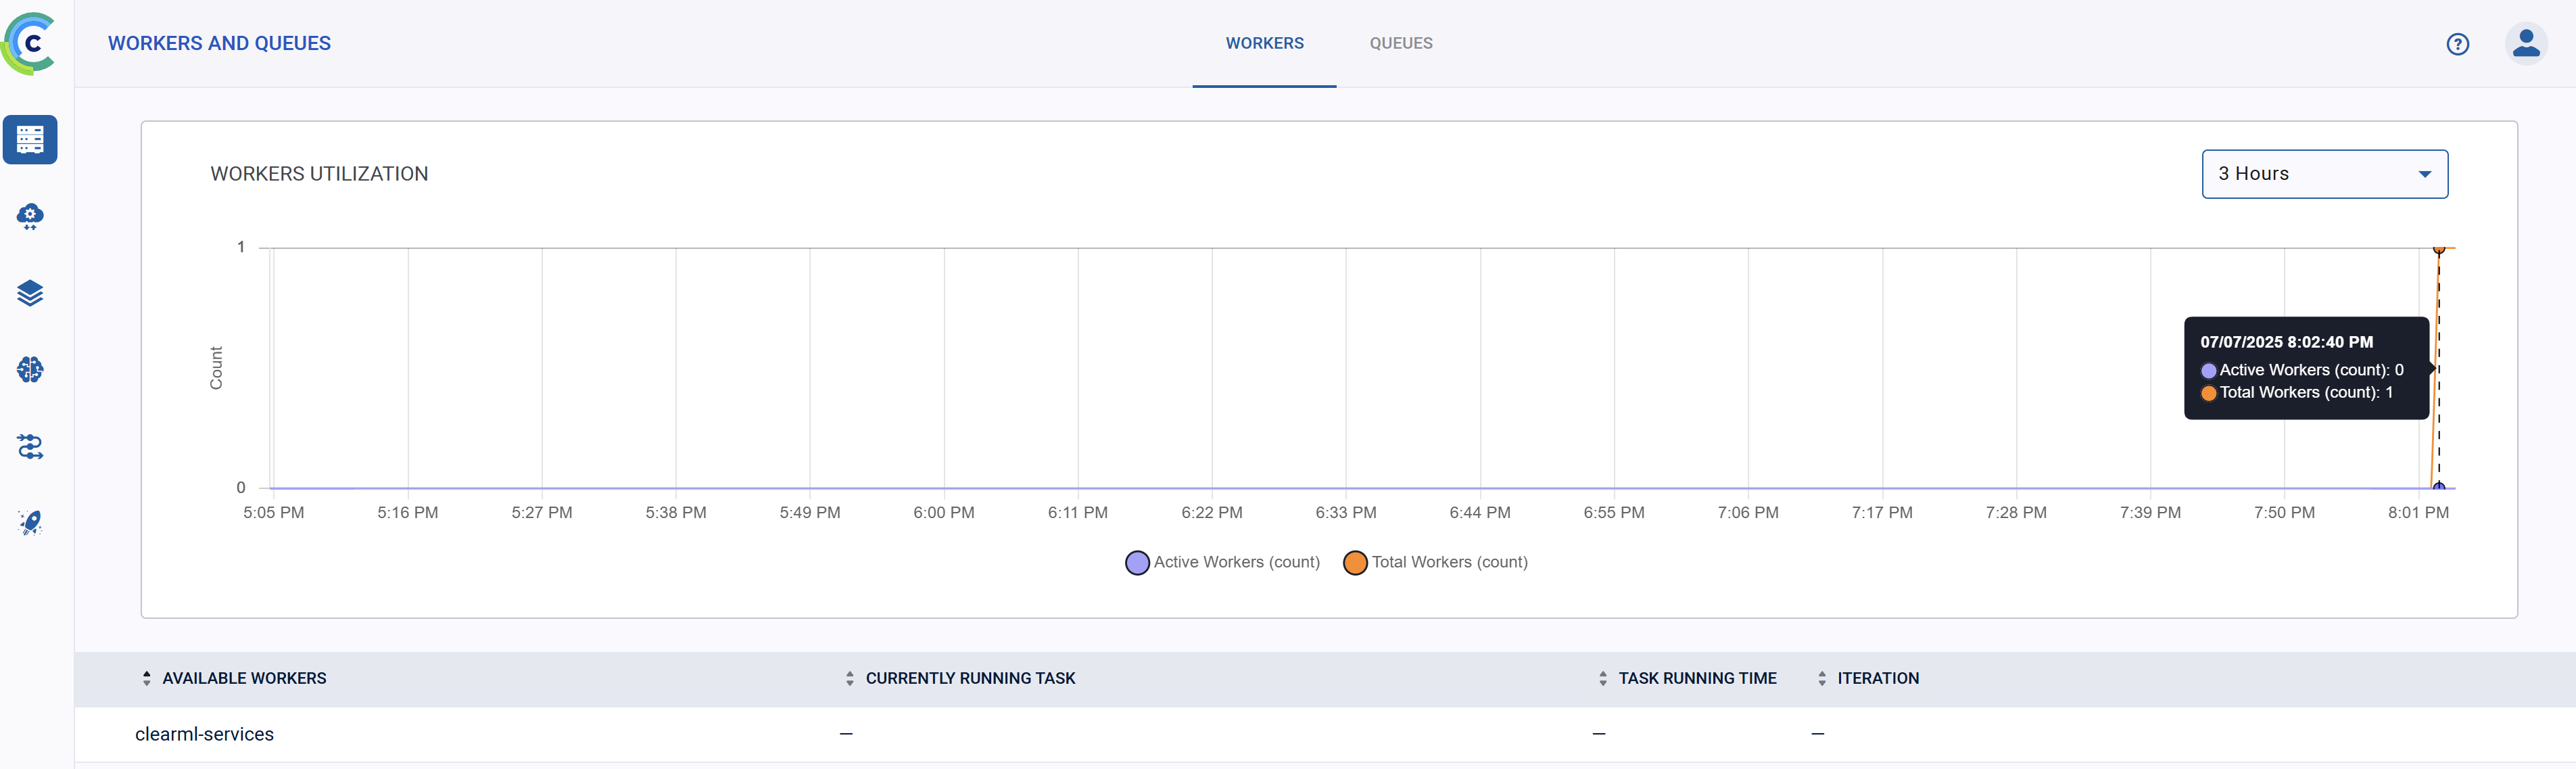 C
WORKERS AND QUEUES
WORKERS
QUEUES
?
WORKERS UTILIZATION
3 Hours
1
Count
0
07/07/2025 8:02:40 PM
Active Workers (count): 0
Total Workers (count): 1
5:05 PM 5:16 PM 5:27 PM 5:38 PM 5:49 PM 6:00 PM 6:11 PM 6:22 PM 6:33 PM 6:44 PM 6:55 PM 7:06 PM 7:17 PM 7:28 PM 7:39 PM 7:50 PM 8:01 PM
Active Workers (count) Total Workers (count)
AVAILABLE WORKERS CURRENTLY RUNNING TASK TASK RUNNING TIME ITERATION
clearml-services – – –